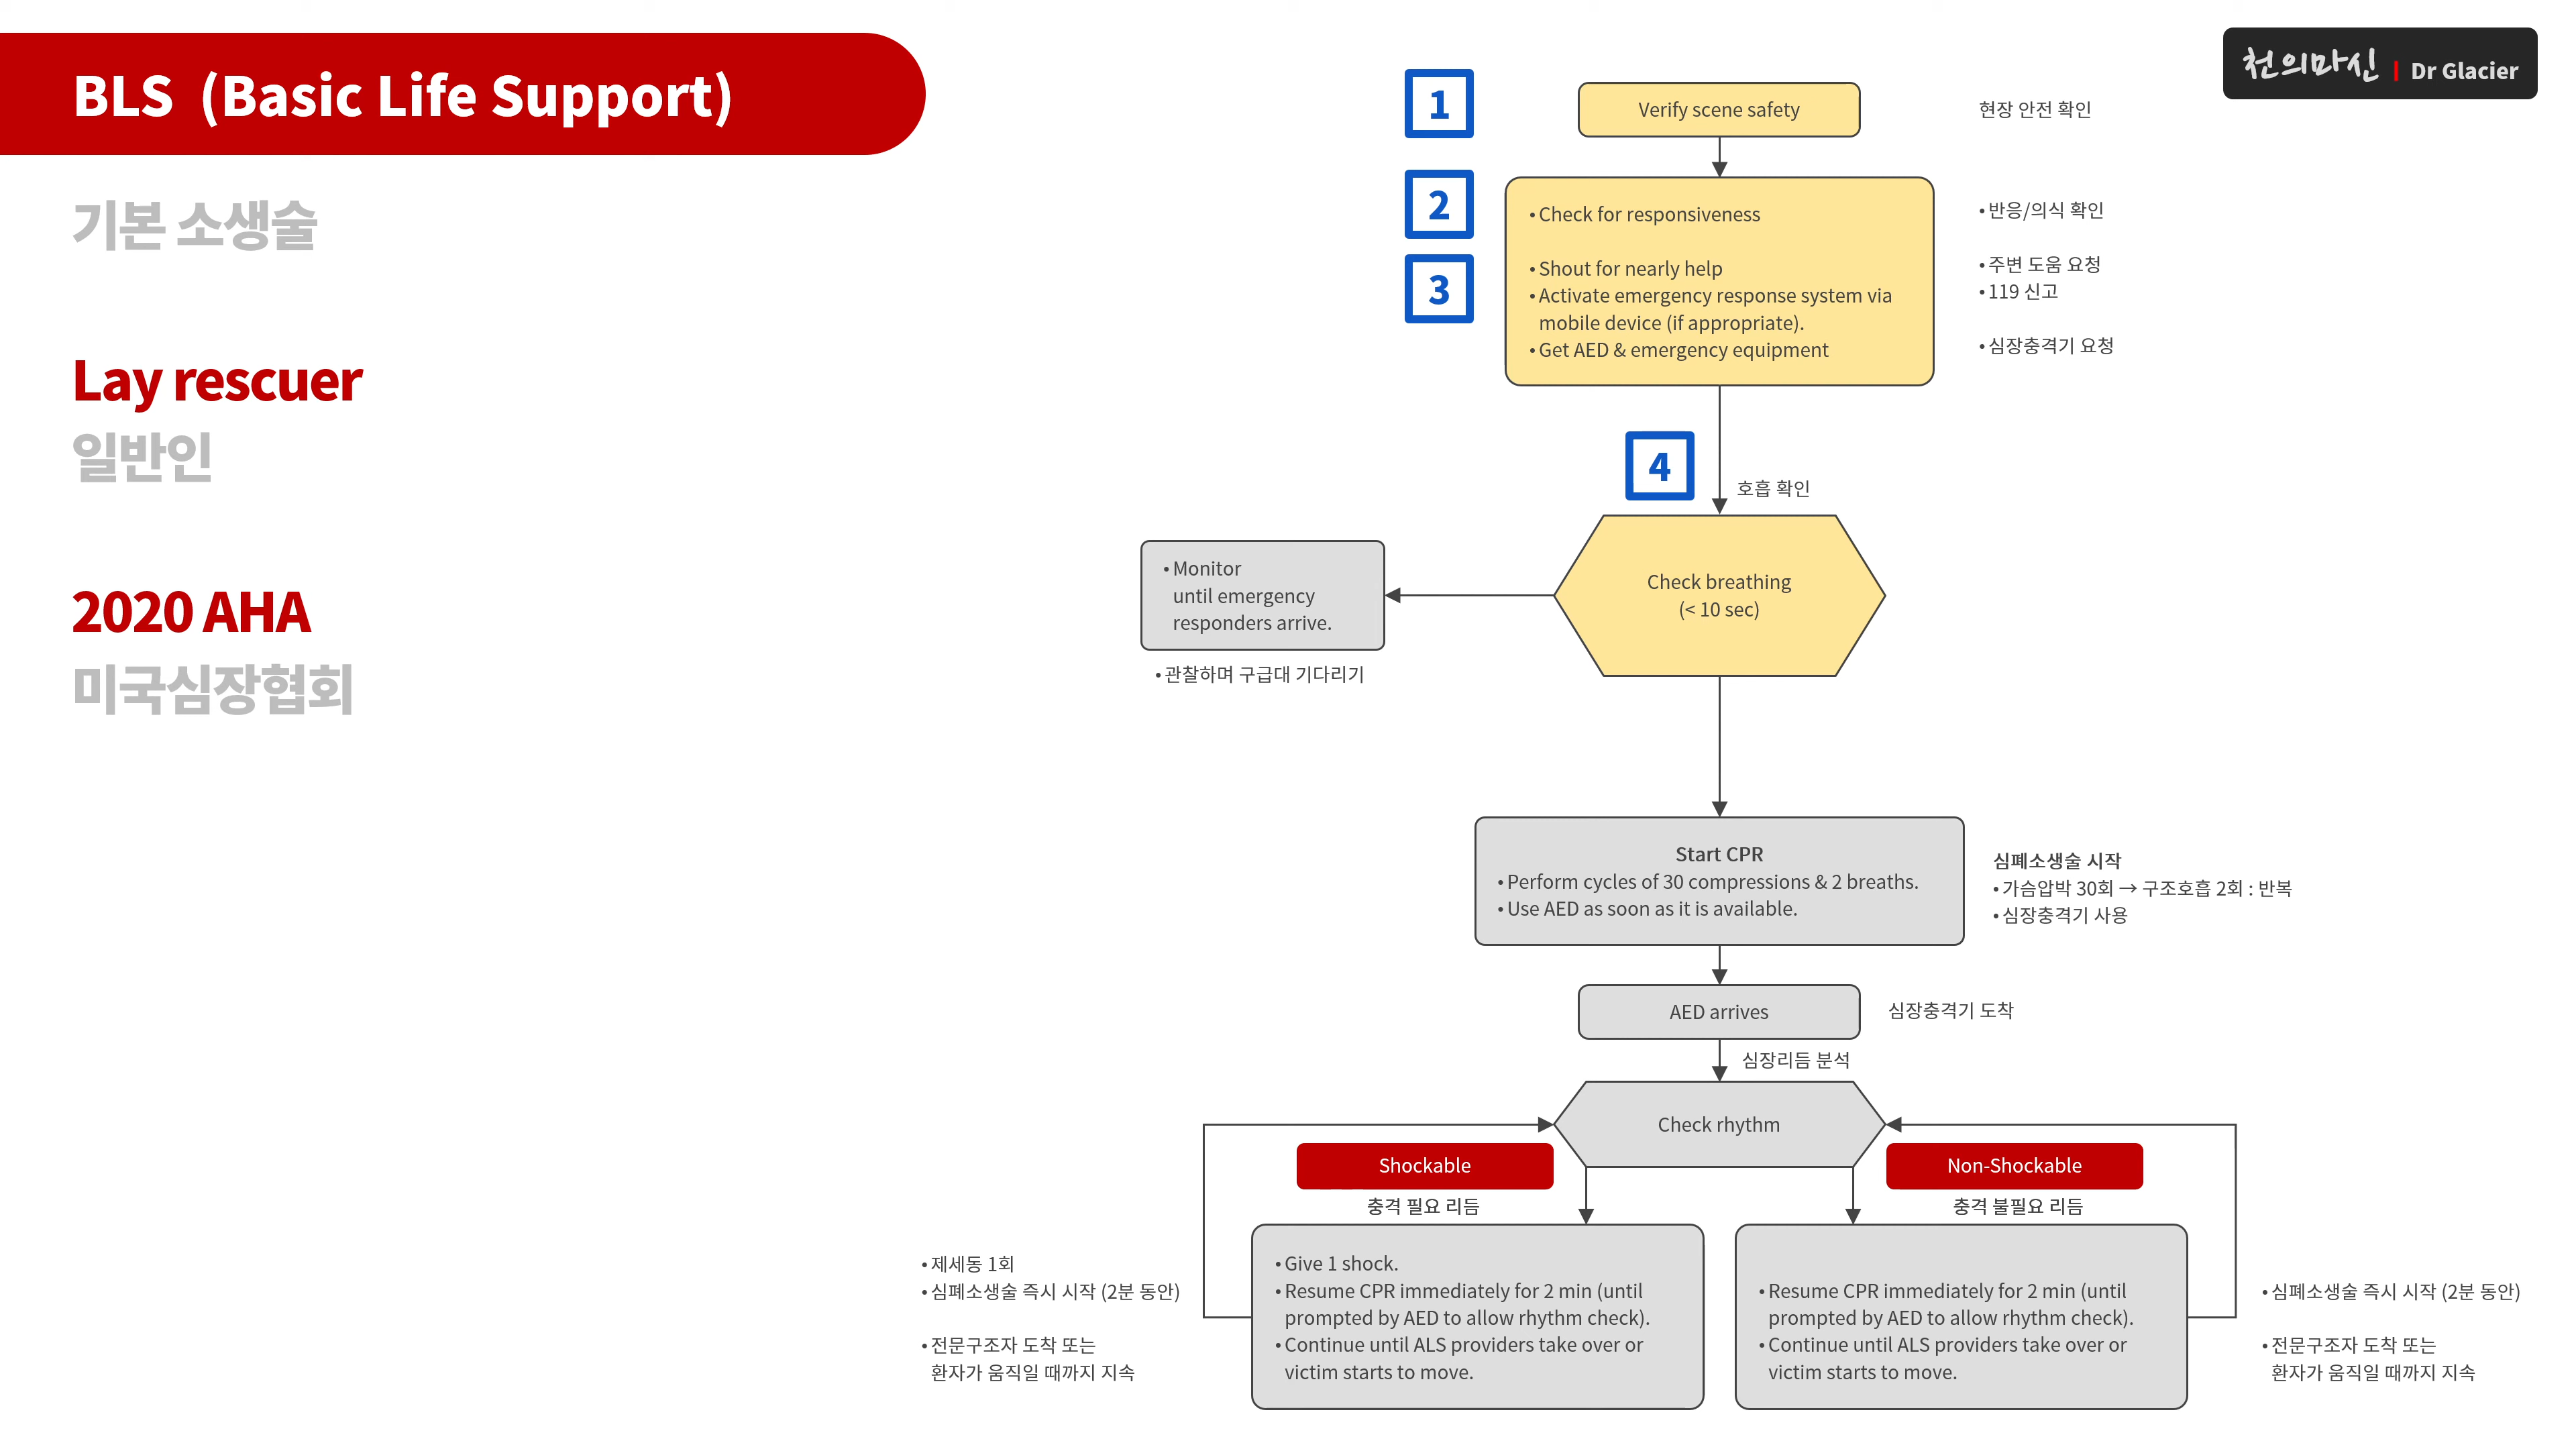 BLS (Basic Life Support)
기본 소생술
Lay rescuer
일반인
2020 AHA
미국심장협회
천의마신 | Dr Glacier
1
Verify scene safety
현장 안전 확인
2
3
• Check for responsiveness
• Shout for nearly help
• Activate emergency response system via
mobile device (if appropriate).
• Get AED & emergency equipment
• 반응/의식 확인
• 주변 도움 요청
• 119 신고
• 심장충격기 요청
4
호흡 확인
Check breathing
(< 10 sec)
• Monitor
until emergency
responders arrive.
• 관찰하며 구급대 기다리기
Start CPR
• Perform cycles of 30 compressions & 2 breaths.
• Use AED as soon as it is available.
심폐소생술 시작
• 가슴압박 30회 → 구조호흡 2회 : 반복
• 심장충격기 사용
AED arrives
심장충격기 도착
심장리듬 분석
Check rhythm
Shockable
충격 필요 리듬
Non-Shockable
충격 불필요 리듬
• 제세동 1회
• 심폐소생술 즉시 시작 (2분 동안)
• 전문구조자 도착 또는
환자가 움직일 때까지 지속
• Give 1 shock.
• Resume CPR immediately for 2 min (until
prompted by AED to allow rhythm check).
• Continue until ALS providers take over or
victim starts to move.
• Resume CPR immediately for 2 min (until
prompted by AED to allow rhythm check).
• Continue until ALS providers take over or
victim starts to move.
• 심폐소생술 즉시 시작 (2분 동안)
• 전문구조자 도착 또는
환자가 움직일 때까지 지속